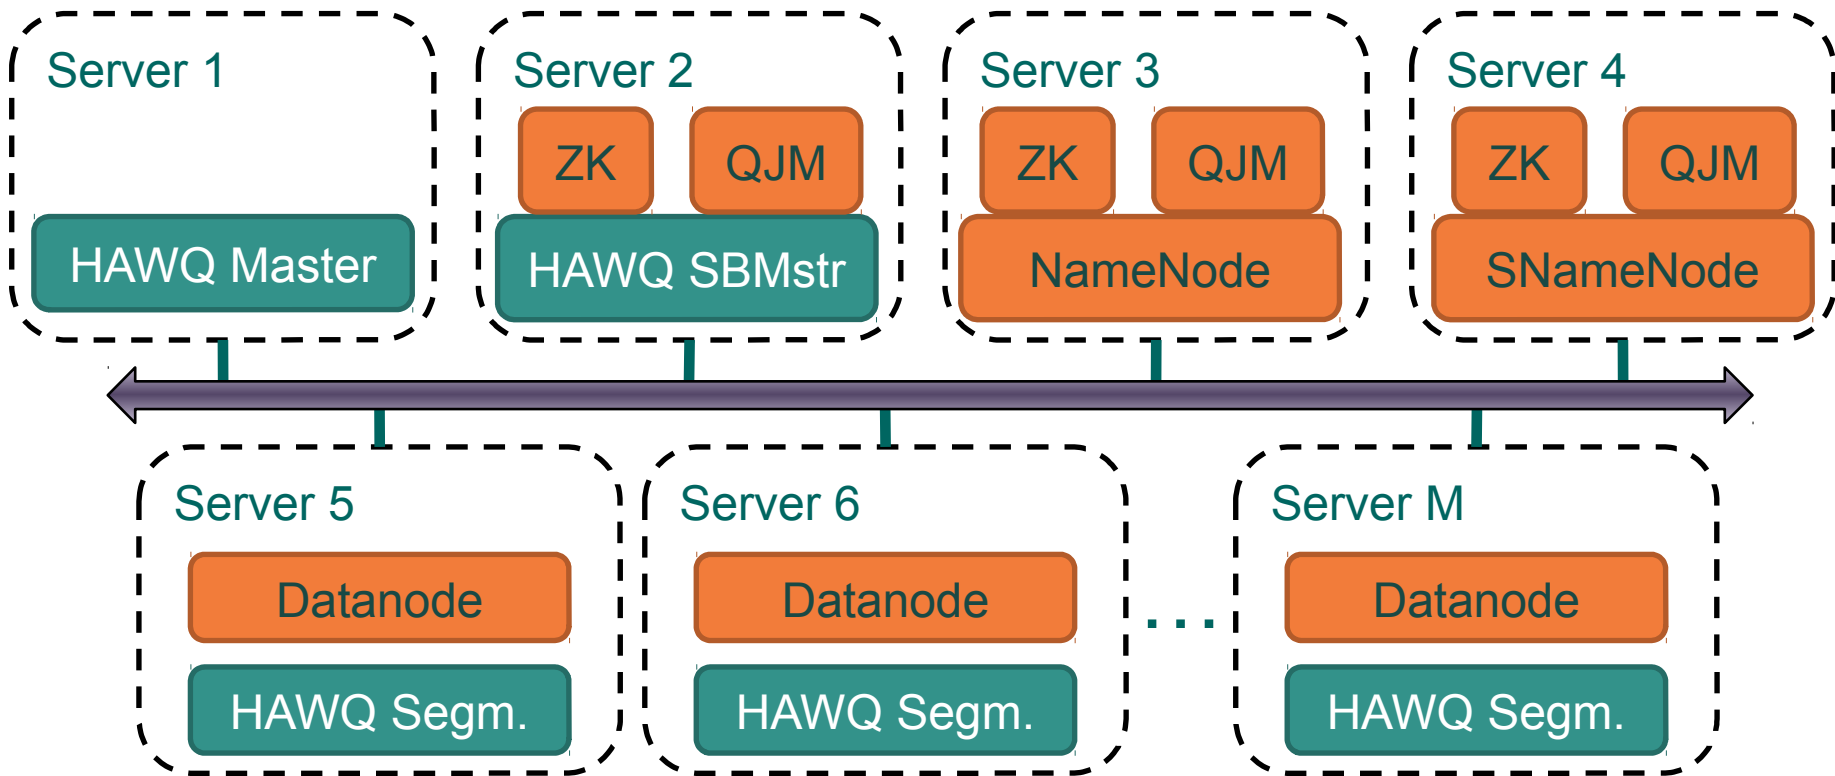 Server 1
HAWQ Master
Server 2
ZK
QJM
HAWQ SBMstr
Server 3
ZK
QJM
NameNode
Server 4
ZK
QJM
SNameNode
Server 5
Datanode
HAWQ Segm.
Server 6
Datanode
HAWQ Segm.
...
Server M
Datanode
HAWQ Segm.